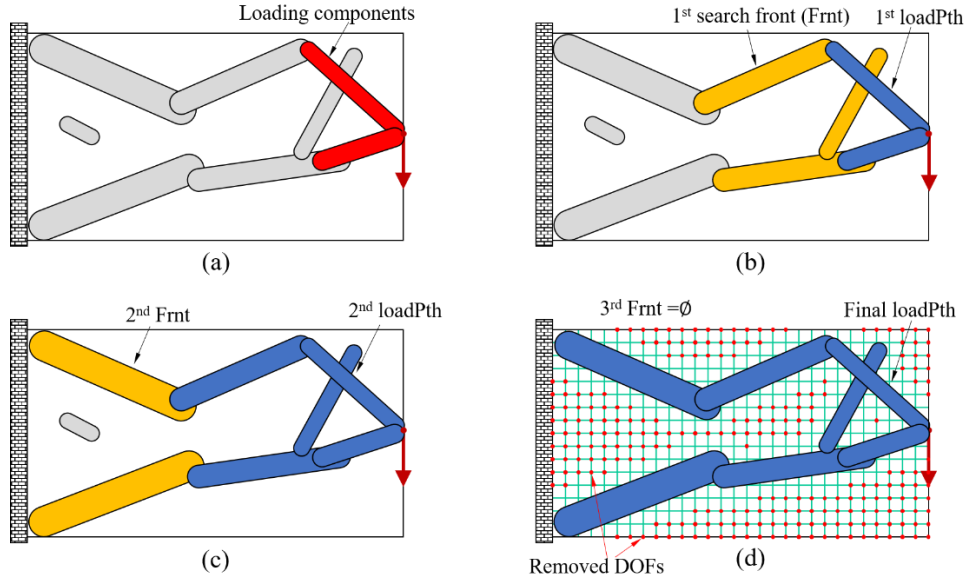 Loading components
(a)
1st search front (Frnt)
1st loadPth
(b)
2nd Frnt
2nd loadPth
(c)
3rd Frnt =∅
Final loadPth
Removed DOFs
(d)